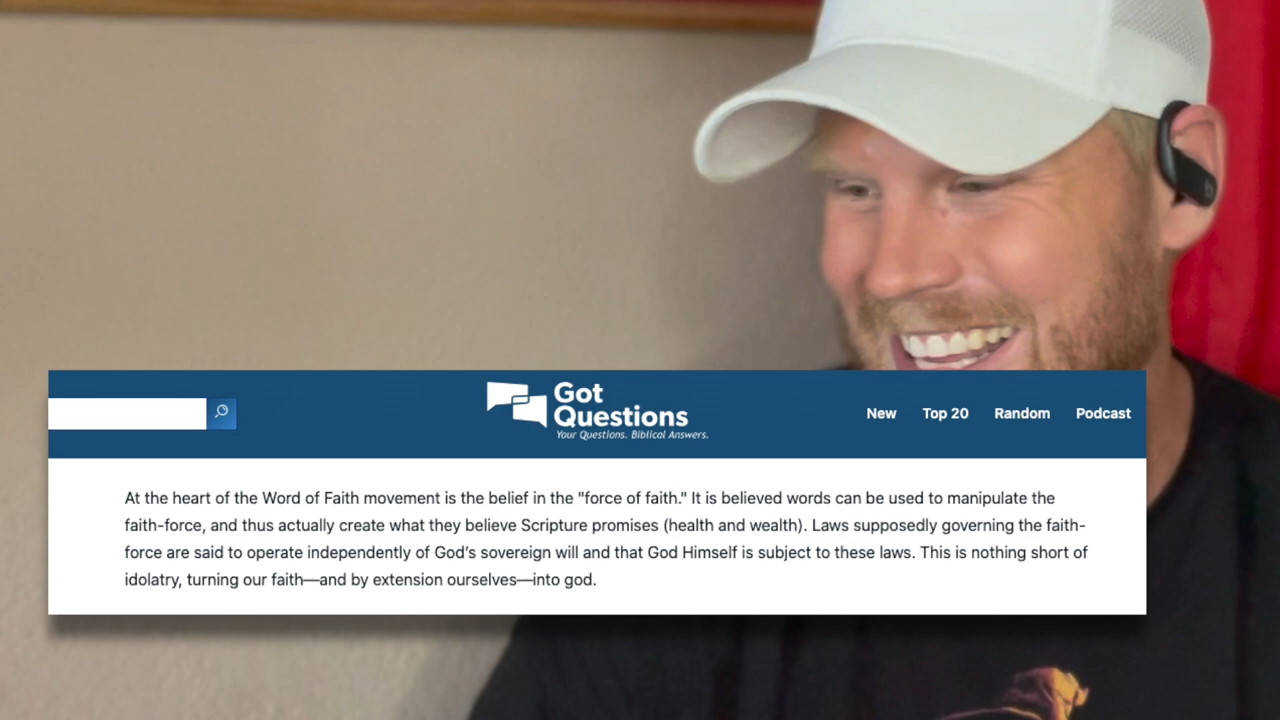 Got
Questions
Your Questions. Biblical Answers.
New Top 20 Random Podcast
At the heart of the Word of Faith movement is the belief in the "force of faith." It is believed words can be used to manipulate the
faith-force, and thus actually create what they believe Scripture promises (health and wealth). Laws supposedly governing the faith-
force are said to operate independently of God’s sovereign will and that God Himself is subject to these laws. This is nothing short of
idolatry, turning our faith—and by extension ourselves—into god.